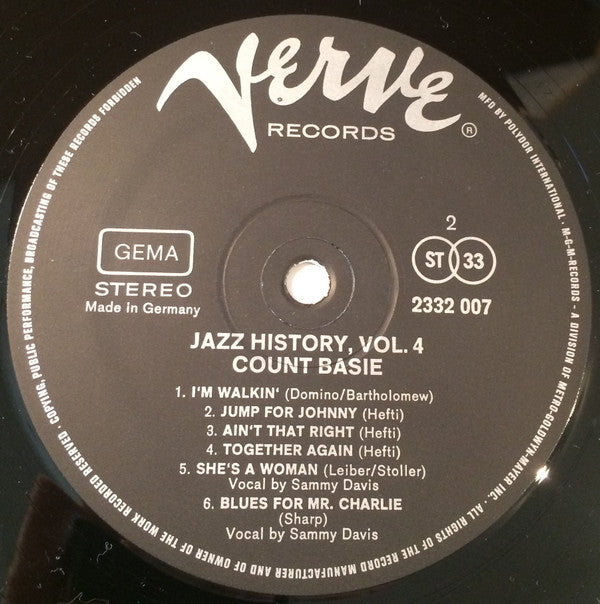 Verve
RECORDS ®
GEMA
STEREO
Made in Germany
2
ST 33
2332 007
JAZZ HISTORY, VOL. 4
COUNT BASIE
1. I'M WALKIN' (Domino/Bartholomew)
2. JUMP FOR JOHNNY (Hefti)
3. AIN'T THAT RIGHT (Hefti)
4. TOGETHER AGAIN (Hefti)
5. SHE'S A WOMAN (Leiber/Stoller)
Vocal by Sammy Davis
6. BLUES FOR MR. CHARLIE
(Sharp)
Vocal by Sammy Davis
MFD BY POLYDOR INTERNATIONAL · M-G-M-RECORDS - A DIVISION OF METRO-GOLDWYN-MAYER INC. ALL RIGHTS OF THE RECORD MANUFACTURER AND OF OWNER OF THE WORK RECORDED RESERVED · COPYING, PUBLIC PERFORMANCE, BROADCASTING OF THESE RECORDS FORBIDDEN